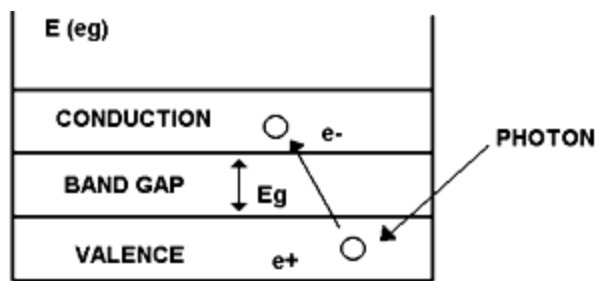 E (eg)
CONDUCTION
e-
PHOTON
BAND GAP
Eg
VALENCE
e+